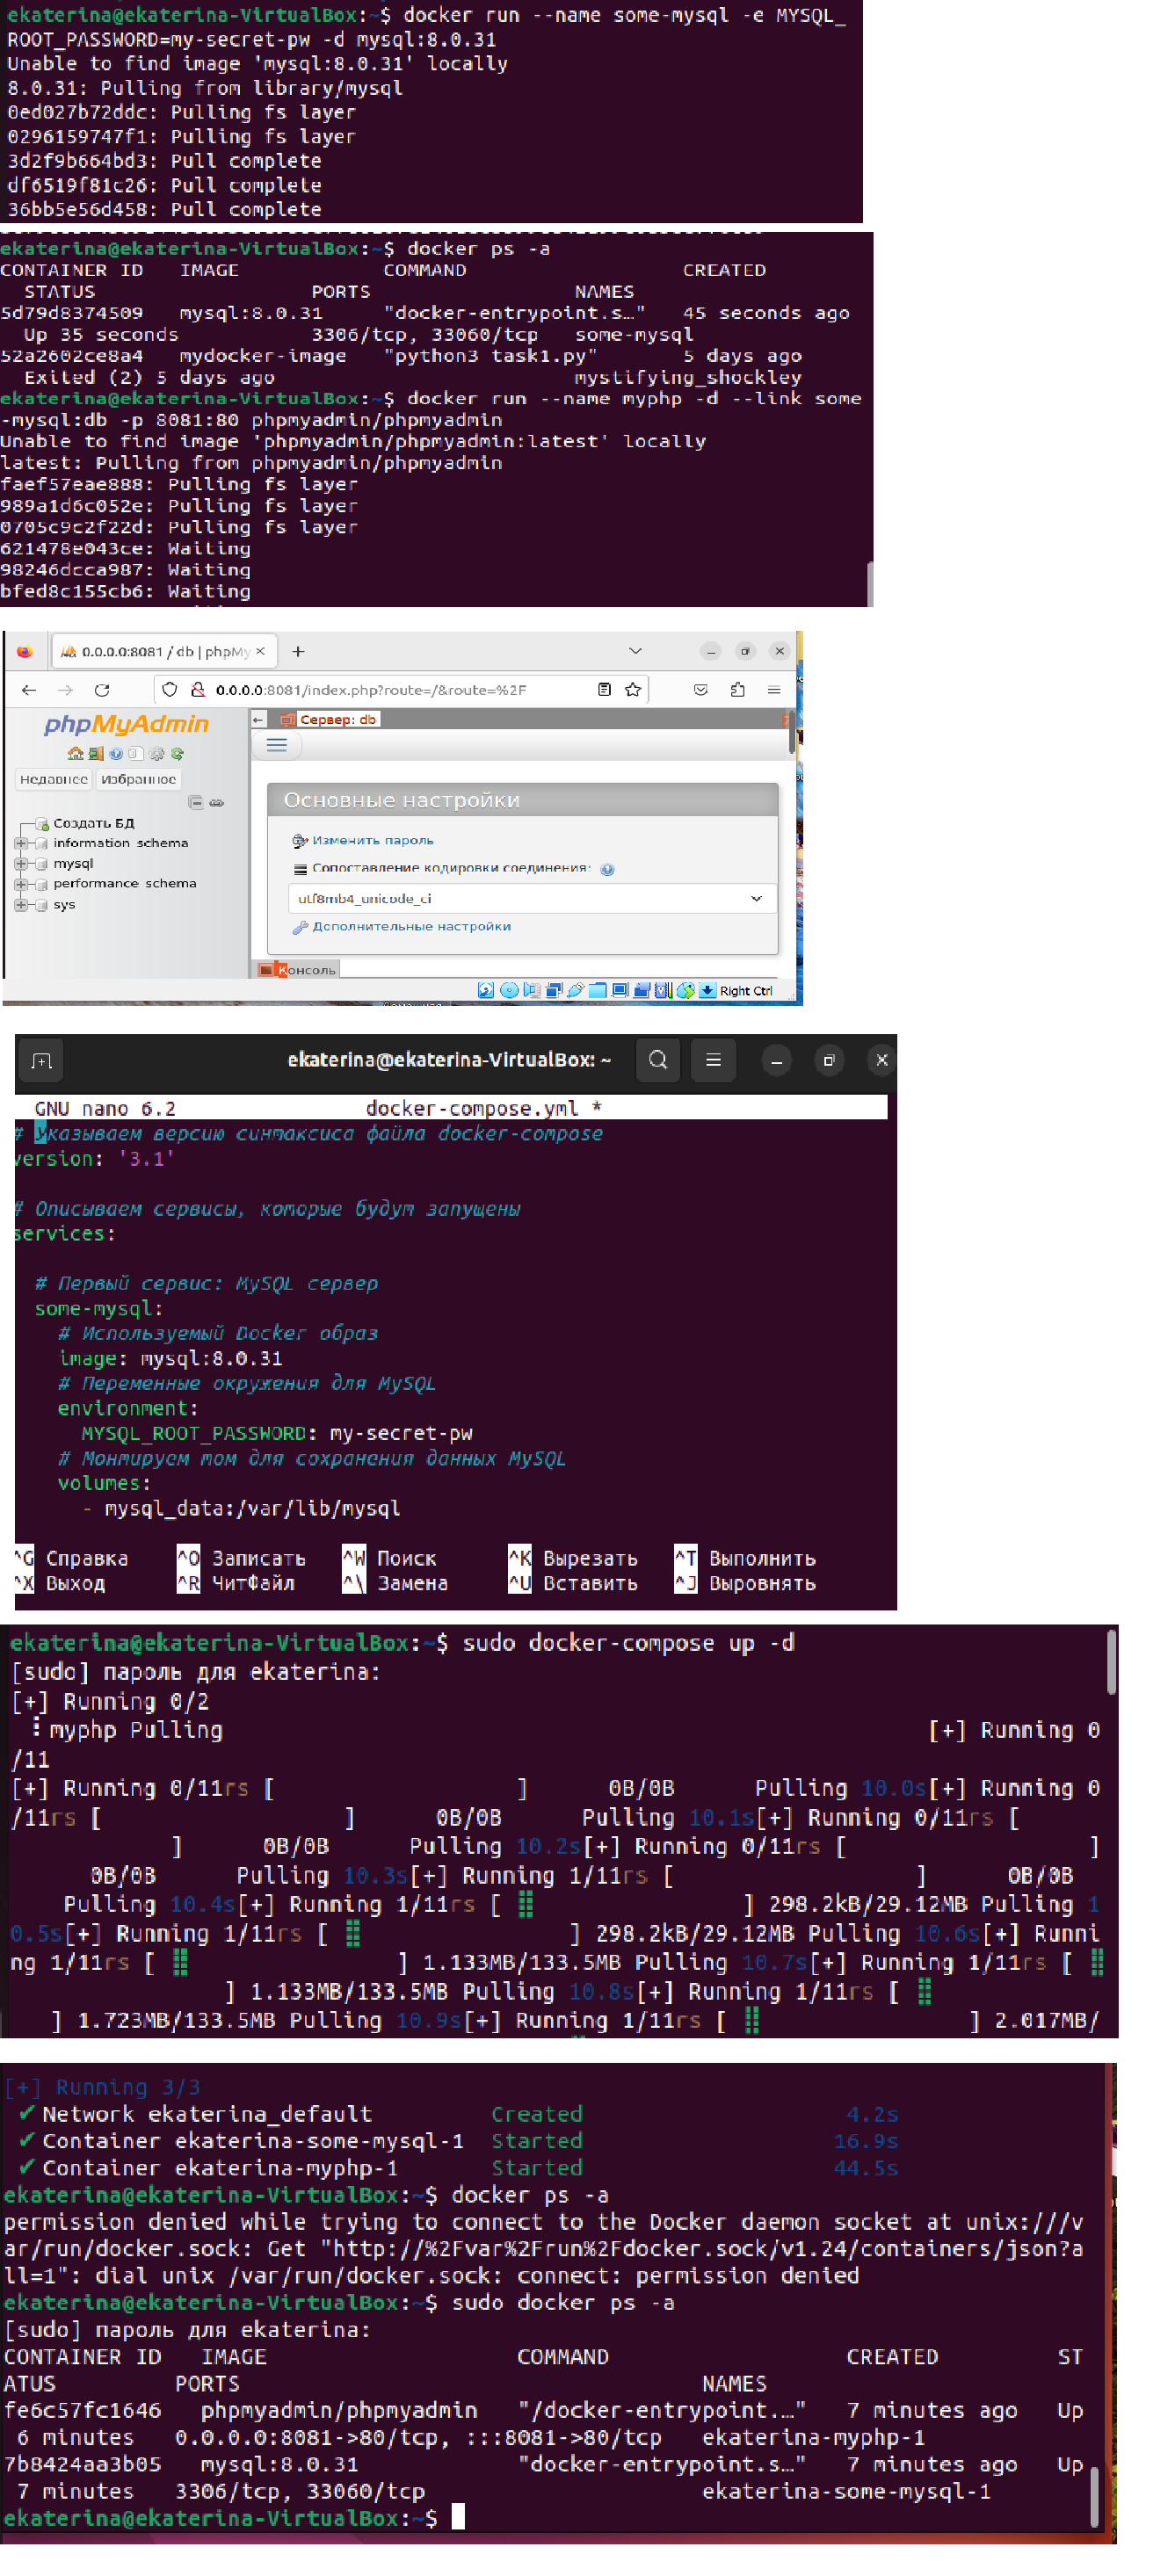 ekaterina@ekaterina-VirtualBox:~$ docker run --name some-mysql -e MYSQL_
ROOT_PASSWORD=my-secret-pw -d mysql:8.0.31
Unable to find image 'mysql:8.0.31' locally
8.0.31: Pulling from library/mysql
0ed027b72ddc: Pulling fs layer
0296159747f1: Pulling fs layer
3d2f9b664bd3: Pull complete
df6519f81c26: Pull complete
36bb5e56d458: Pull complete
ekaterina@ekaterina-VirtualBox:~$ docker ps -a
CONTAINER ID   IMAGE            COMMAND                  CREATED
  STATUS                  PORTS                 NAMES
5d79d8374509   mysql:8.0.31     "docker-entrypoint.s…"   45 seconds ago
  Up 35 seconds           3306/tcp, 33060/tcp   some-mysql
52a2602ce8a4   mydocker-image   "python3 task1.py"       5 days ago
  Exited (2) 5 days ago                         mystifying_shockley
ekaterina@ekaterina-VirtualBox:~$ docker run --name myphp -d --link some
-mysql:db -p 8081:80 phpmyadmin/phpmyadmin
Unable to find image 'phpmyadmin/phpmyadmin:latest' locally
latest: Pulling from phpmyadmin/phpmyadmin
faef57eae888: Pulling fs layer
989a1d6c052e: Pulling fs layer
0705c9c2f22d: Pulling fs layer
621478e043ce: Waiting
98246dcca987: Waiting
bfed8c155cb6: Waiting
0.0.0.0:8081 / db | phpMy
0.0.0.0:8081/index.php?route=/&route=%2F
phpMyAdmin
Сервер: db
Недавнее Избранное
Основные настройки
Создать БД
Изменить пароль
information_schema
Сопоставление кодировки соединения:
mysql
performance_schema
utf8mb4_unicode_ci
sys
Дополнительные настройки
Консоль
Right Ctrl
ekaterina@ekaterina-VirtualBox: ~
GNU nano 6.2                docker-compose.yml *
# Указываем версию синтаксиса файла docker-compose
version: '3.1'
# Описываем сервисы, которые будут запущены
services:
  # Первый сервис: MySQL сервер
  some-mysql:
    # Используемый Docker образ
    image: mysql:8.0.31
    # Переменные окружения для MySQL
    environment:
      MYSQL_ROOT_PASSWORD: my-secret-pw
    # Монтируем том для сохранения данных MySQL
    volumes:
      - mysql_data:/var/lib/mysql
^G Справка    ^O Записать   ^W Поиск      ^K Вырезать   ^T Выполнить
^X Выход      ^R ЧитФайл    ^\ Замена     ^U Вставить   ^J Выровнять
ekaterina@ekaterina-VirtualBox:~$ sudo docker-compose up -d
[sudo] пароль для ekaterina:
[+] Running 0/2
 ⠸ myphp Pulling                                                [+] Running 0
/11
[+] Running 0/11rs [                     ]       0B/0B       Pulling 10.0s[+] Running 0
/11rs [                     ]       0B/0B       Pulling 10.1s[+] Running 0/11rs [
              ]       0B/0B       Pulling 10.2s[+] Running 0/11rs [                     ]
       0B/0B       Pulling 10.3s[+] Running 1/11rs [                     ]       0B/0B
     Pulling 10.4s[+] Running 1/11rs [ ⣿                   ] 298.2kB/29.12MB Pulling 1
0.5s[+] Running 1/11rs [ ⣿                   ] 298.2kB/29.12MB Pulling 10.6s[+] Runni
ng 1/11rs [ ⣿                   ] 1.133MB/133.5MB Pulling 10.7s[+] Running 1/11rs [ ⣿
                   ] 1.133MB/133.5MB Pulling 10.8s[+] Running 1/11rs [ ⣿
    ] 1.723MB/133.5MB Pulling 10.9s[+] Running 1/11rs [ ⣿                   ] 2.017MB/
[+] Running 3/3
 ✔ Network ekaterina_default           Created                       4.2s
 ✔ Container ekaterina-some-mysql-1  Started                       16.9s
 ✔ Container ekaterina-myphp-1         Started                       44.5s
ekaterina@ekaterina-VirtualBox:~$ docker ps -a
permission denied while trying to connect to the Docker daemon socket at unix:///v
ar/run/docker.sock: Get "http://%2Fvar%2Frun%2Fdocker.sock/v1.24/containers/json?a
ll=1": dial unix /var/run/docker.sock: connect: permission denied
ekaterina@ekaterina-VirtualBox:~$ sudo docker ps -a
[sudo] пароль для ekaterina:
CONTAINER ID   IMAGE                   COMMAND                  CREATED         ST
ATUS         PORTS                                   NAMES
fe6c57fc1646   phpmyadmin/phpmyadmin   "/docker-entrypoint.…"   7 minutes ago   Up
 6 minutes   0.0.0.0:8081->80/tcp, :::8081->80/tcp   ekaterina-myphp-1
7b8424aa3b05   mysql:8.0.31            "docker-entrypoint.s…"   7 minutes ago   Up
 7 minutes   3306/tcp, 33060/tcp                     ekaterina-some-mysql-1
ekaterina@ekaterina-VirtualBox:~$